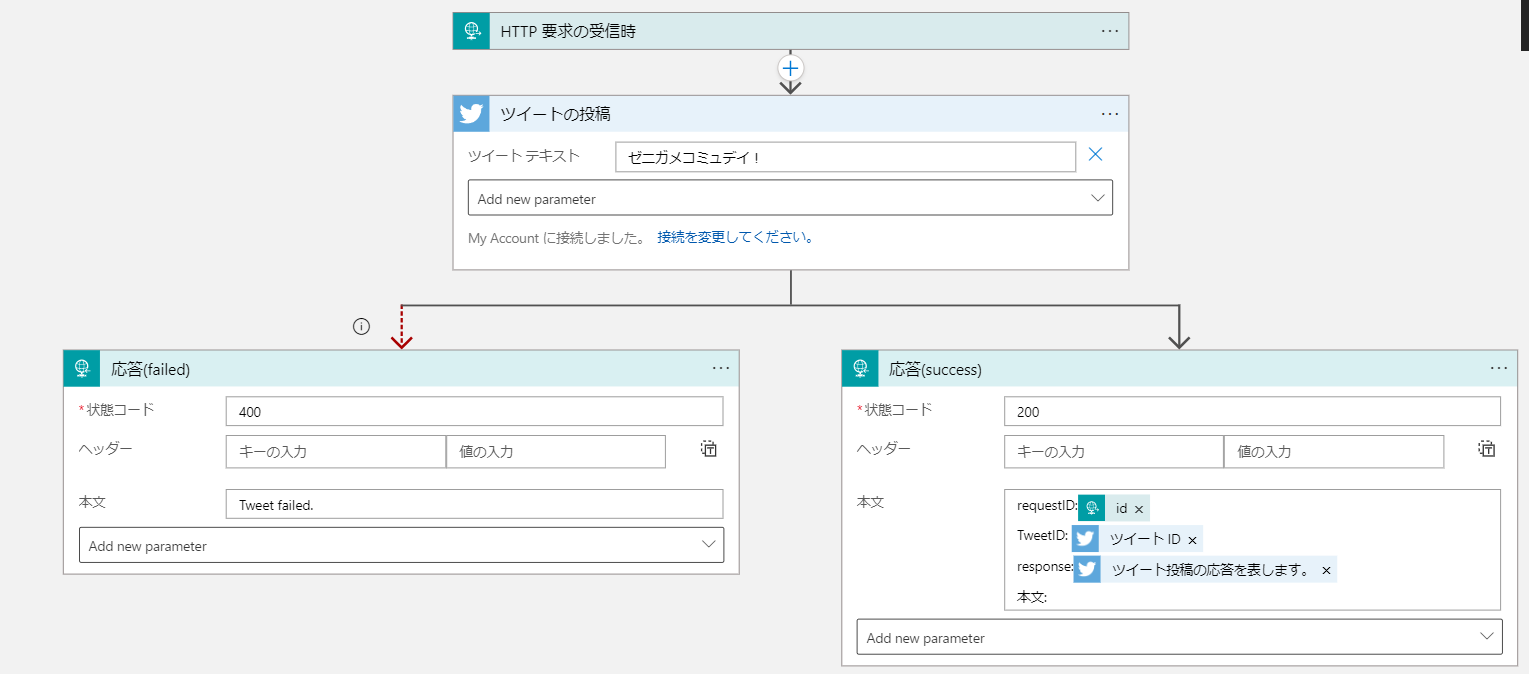 HTTP 要求の受信時
ツイートの投稿
ツイート テキスト
ゼニガメコミュデイ！
Add new parameter
My Account に接続しました。 接続を変更してください。
応答(failed)
*状態コード
400
ヘッダー
キーの入力
値の入力
本文
Tweet failed.
Add new parameter
応答(success)
*状態コード
200
ヘッダー
キーの入力
値の入力
本文
requestID: id ×
TweetID: ツイート ID ×
response: ツイート投稿の応答を表します。 ×
本文:
Add new parameter